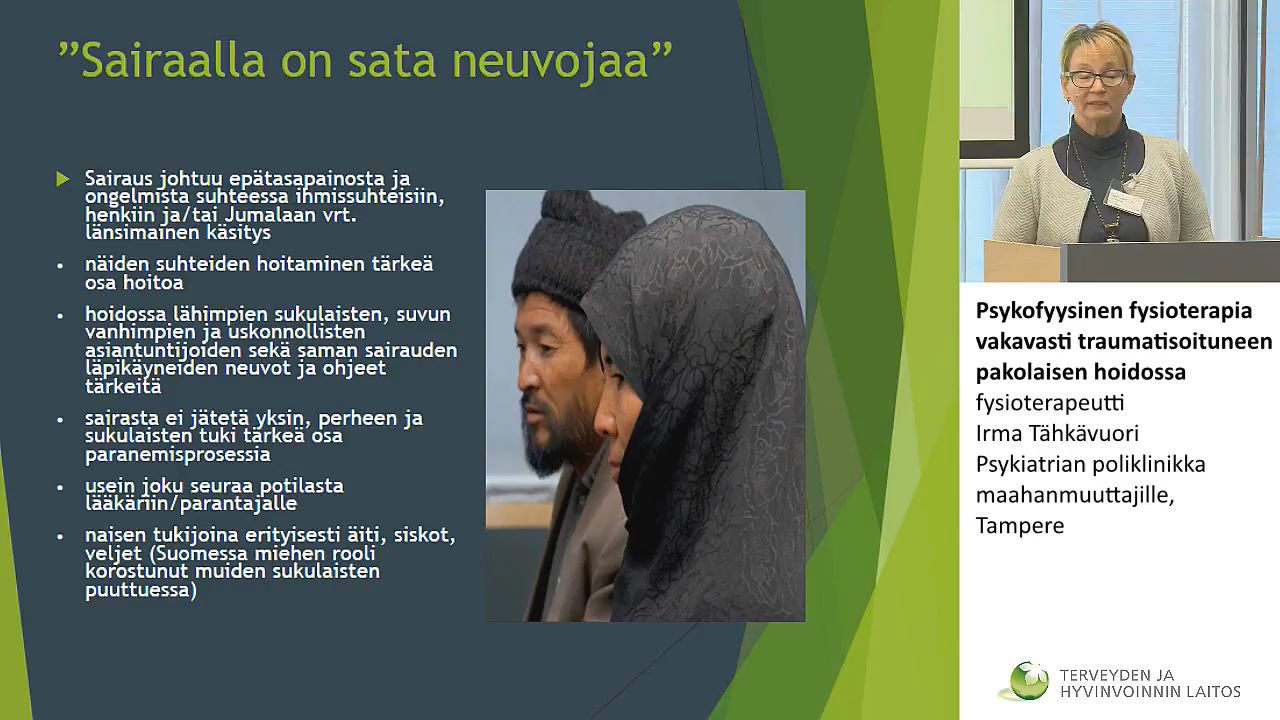 ”Sairaalla on sata neuvojaa”
Sairaus johtuu epätasapainosta ja
ongelmista suhteessa ihmissuhteisiin,
henkiin ja/tai Jumalaan vrt.
länsimainen käsitys
• näiden suhteiden hoitaminen tärkeä
osa hoitoa
• hoidossa lähimpien sukulaisten, suvun
vanhimpien ja uskonnollisten
asiantuntijoiden sekä saman sairauden
läpikäyneiden neuvot ja ohjeet
tärkeitä
• sairasta ei jätetä yksin, perheen ja
sukulaisten tuki tärkeä osa
paranemisprosessia
• usein joku seuraa potilasta
lääkäriin/parantajalle
• naisen tukijoina erityisesti äiti, siskot,
veljet (Suomessa miehen rooli
korostunut muiden sukulaisten
puuttuessa)
Psykofyysinen fysioterapia
vakavasti traumatisoituneen
pakolaisen hoidossa
fysioterapeutti
Irma Tähkävuori
Psykiatrian poliklinikka
maahanmuuttajille,
Tampere
TERVEYDEN JA
HYVINVOINNIN LAITOS